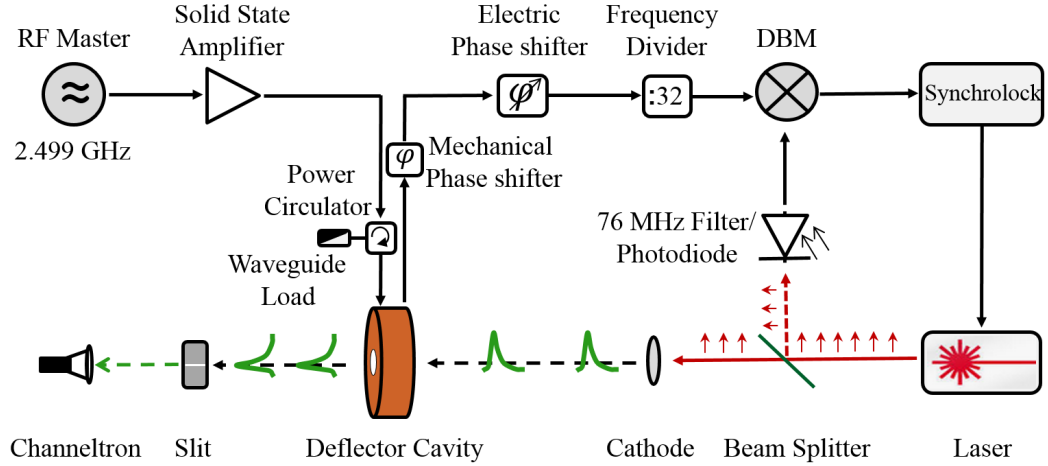 Solid State
Amplifier
RF Master
2.499 GHz
Electric
Phase shifter
Frequency
Divider
DBM
φ
:32
Synchrolock
φ
Mechanical
Phase shifter
Power
Circulator
Waveguide
Load
76 MHz Filter/
Photodiode
Channeltron
Slit
Deflector Cavity
Cathode
Beam Splitter
Laser